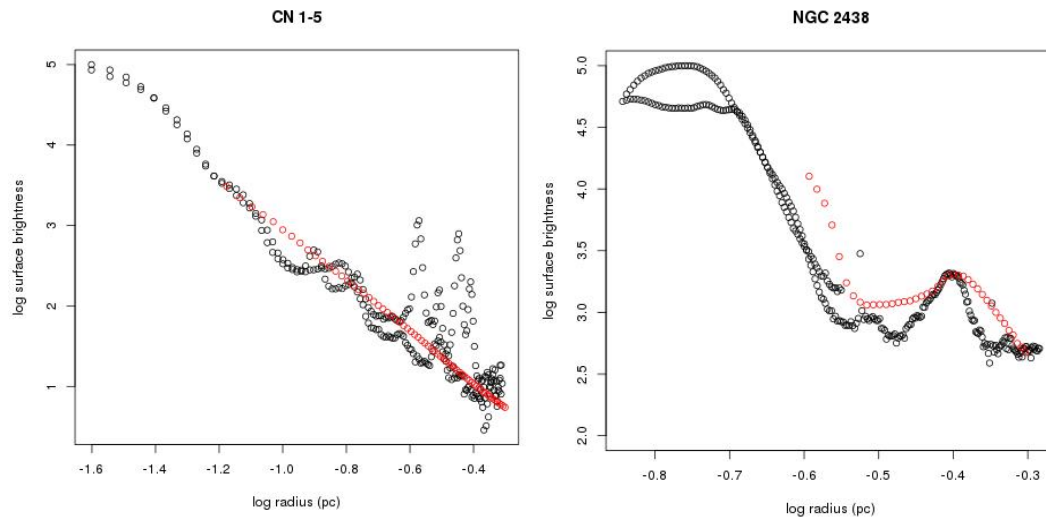 CN 1-5
log surface brightness
5
4
3
2
1
-1.6 -1.4 -1.2 -1.0 -0.8 -0.6 -0.4
log radius (pc)
NGC 2438
log surface brightness
5.0
4.5
4.0
3.5
3.0
2.5
2.0
-0.8 -0.7 -0.6 -0.5 -0.4 -0.3
log radius (pc)